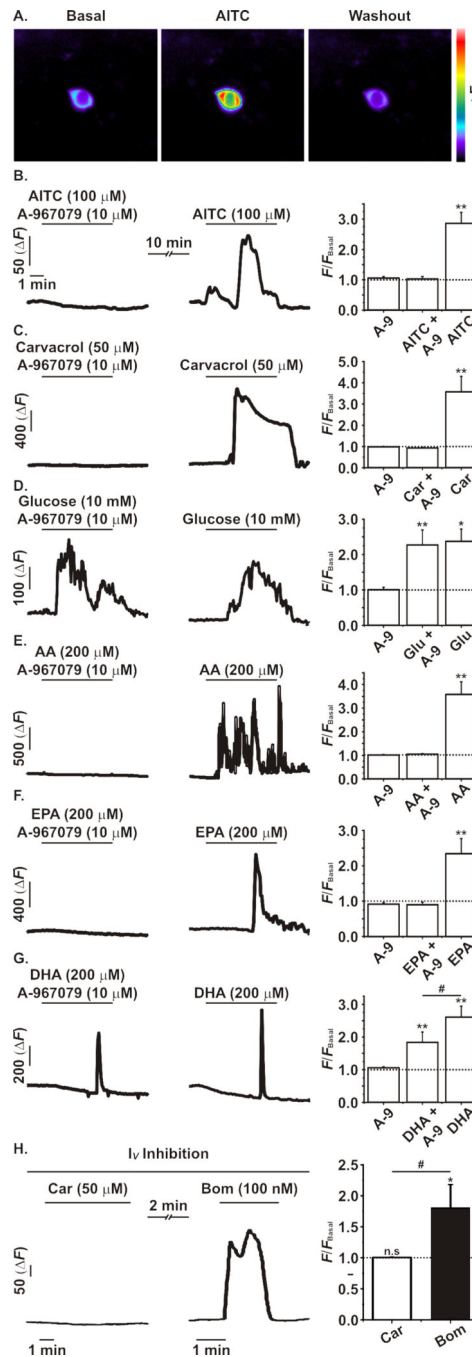 A. Basal AITC Washout
F
B.
AITC (100 µM)
A-967079 (10 µM)
50 (ΔF)
1 min
10 min
AITC (100 µM)
F/FBasal
3.0
2.0
1.0
0.0
**
A-9
AITC + A-9
AITC
C.
Carvacrol (50 µM)
A-967079 (10 µM)
400 (ΔF)
Carvacrol (50 µM)
F/FBasal
5.0
4.0
3.0
2.0
1.0
0.0
**
A-9
Car + A-9
Car
D.
Glucose (10 mM)
A-967079 (10 µM)
100 (ΔF)
Glucose (10 mM)
F/FBasal
3.0
2.0
1.0
0.0
** *
A-9
Glu + A-9
Glu
E.
AA (200 µM)
A-967079 (10 µM)
500 (ΔF)
AA (200 µM)
F/FBasal
4.0
3.0
2.0
1.0
0.0
**
A-9
AA + A-9
AA
F.
EPA (200 µM)
A-967079 (10 µM)
400 (ΔF)
EPA (200 µM)
F/FBasal
3.0
2.0
1.0
0.0
**
A-9
EPA + A-9
EPA
G.
DHA (200 µM)
A-967079 (10 µM)
200 (ΔF)
DHA (200 µM)
F/FBasal
3.0
2.0
1.0
0.0
#
** **
A-9
DHA + A-9
DHA
H.
Iv Inhibition
Car (50 µM)
2 min
Bom (100 nM)
50 (ΔF)
1 min
1 min
F/FBasal
2.5
2.0
1.5
1.0
0.5
0.0
#
n.s *
Car
Bom